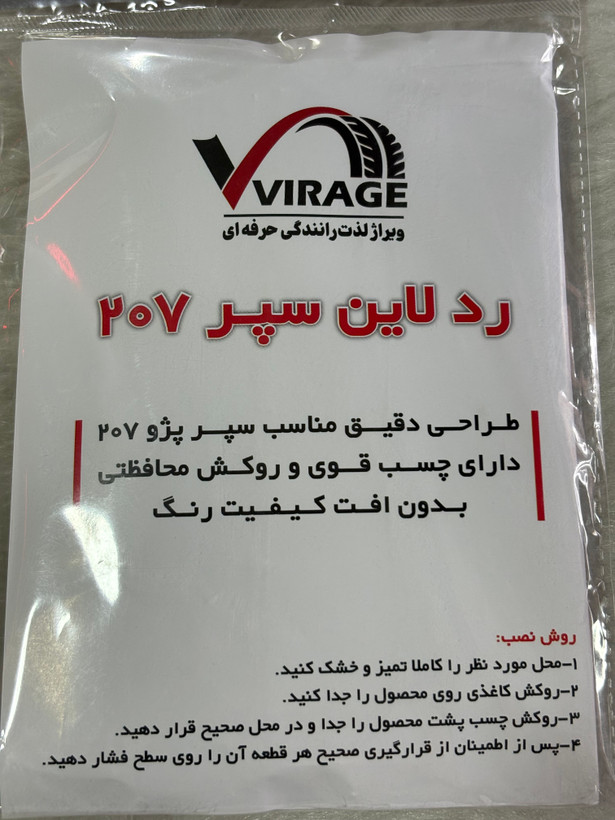 VIRAGE
ویراژ لذت رانندگی حرفه ای
رد لاین سپر ۲۰۷
طراحی دقیق مناسب سپر پژو ۲۰۷
دارای چسب قوی و روکش محافظتی
بدون افت کیفیت رنگ
روش نصب:
۱-محل مورد نظر را کاملا تمیز و خشک کنید.
۲-روکش کاغذی روی محصول را جدا کنید.
۳-روکش چسب پشت محصول را جدا و در محل صحیح قرار دهید.
۴-پس از اطمینان از قرارگیری صحیح هر قطعه آن را روی سطح فشار دهید.